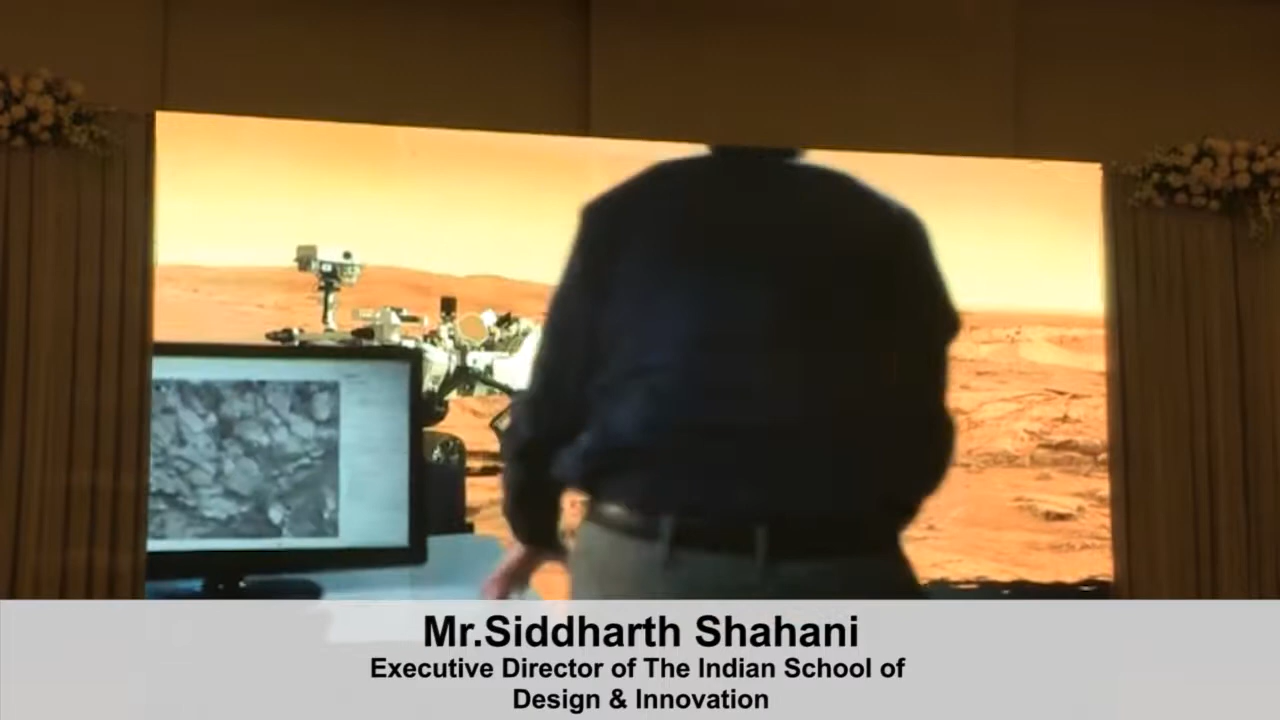 Mr.Siddharth Shahani
Executive Director of The Indian School of
Design & Innovation